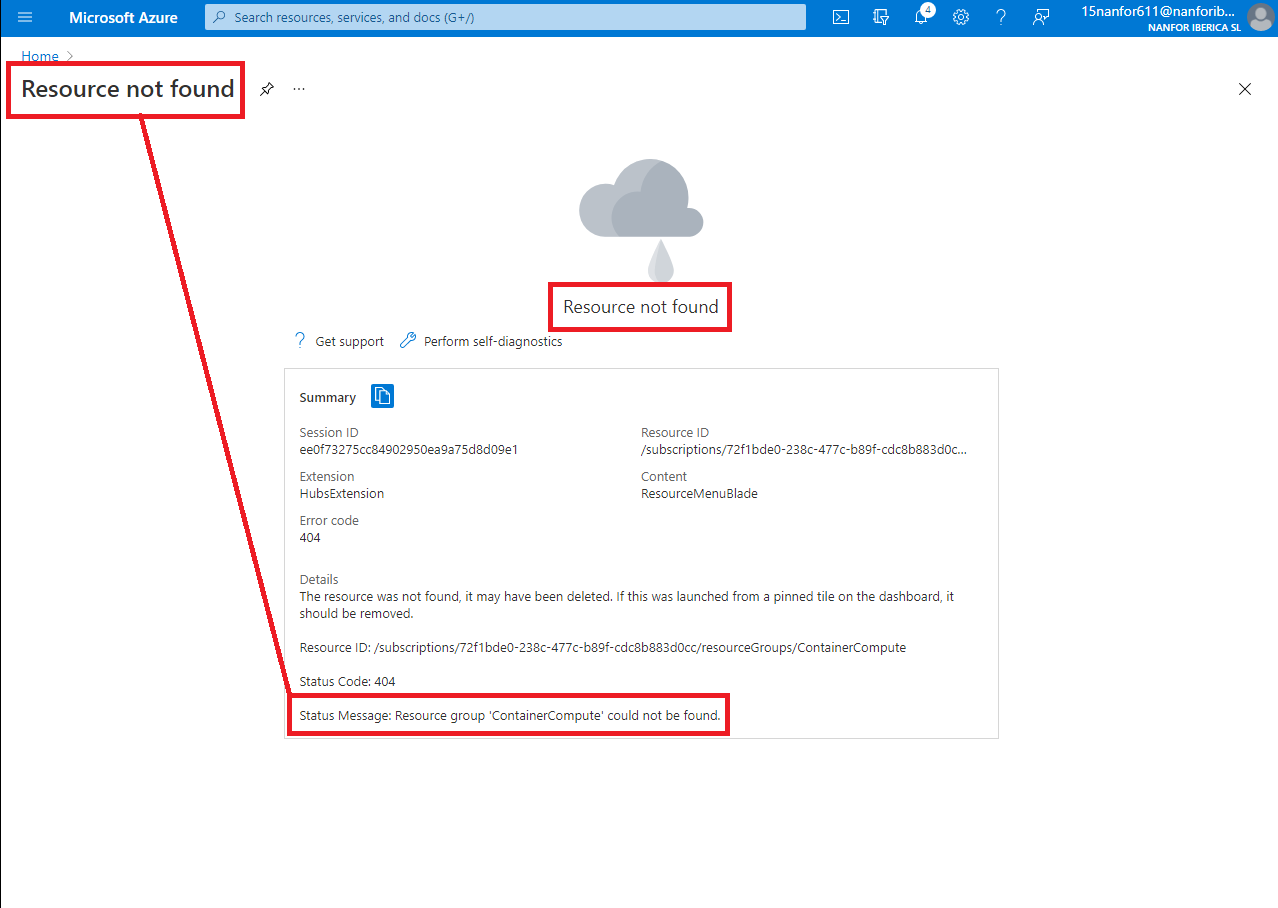 Microsoft Azure
Search resources, services, and docs (G+/)
4
15nanfor611@nanforib...
NANFOR IBERICA SL
Home
Resource not found
...
Resource not found
Get support
Perform self-diagnostics
Summary
Session ID
ee0f73275cc84902950ea9a75d8d09e1
Resource ID
/subscriptions/72f1bde0-238c-477c-b89f-cdc8b883d0c...
Extension
HubsExtension
Content
ResourceMenuBlade
Error code
404
Details
The resource was not found, it may have been deleted. If this was launched from a pinned tile on the dashboard, it
should be removed.
Resource ID: /subscriptions/72f1bde0-238c-477c-b89f-cdc8b883d0cc/resourceGroups/ContainerCompute
Status Code: 404
Status Message: Resource group 'ContainerCompute' could not be found.